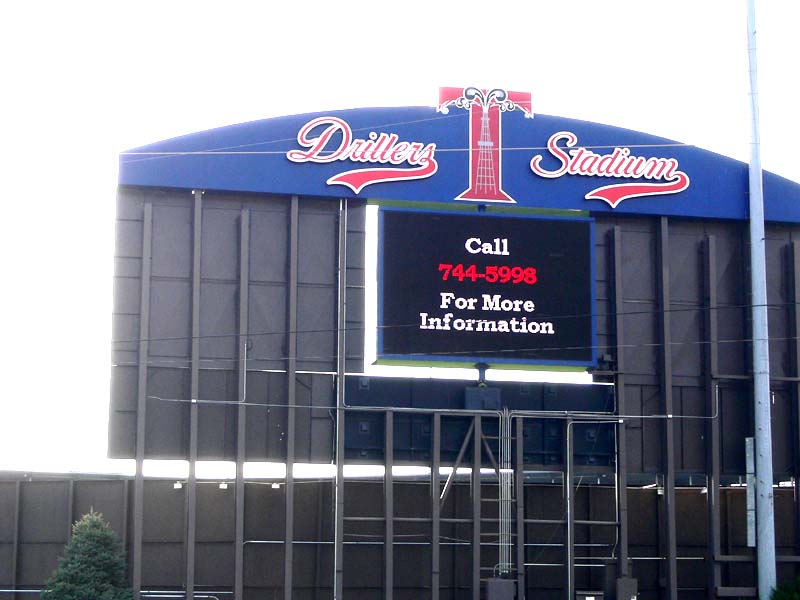 Drillers Stadium
Call
744-5998
For More
Information